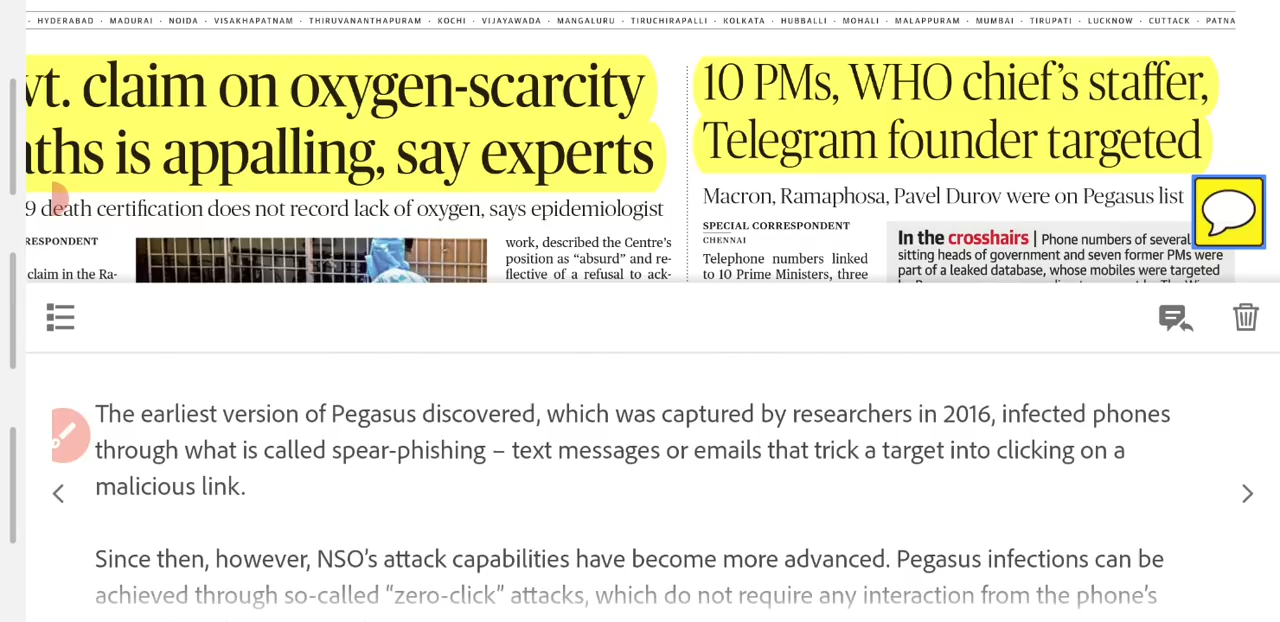 · HYDERABAD · MADURAI · NOIDA · VISAKHAPATNAM · THIRUVANANTHAPURAM · KOCHI · VIJAYAWADA · MANGALURU · TIRUCHIRAPALLI · KOLKATA · HUBBALLI · MOHALI · MALAPPURAM · MUMBAI · TIRUPATI · LUCKNOW · CUTTACK · PATNA
vt. claim on oxygen-scarcity
aths is appalling, say experts
9 death certification does not record lack of oxygen, says epidemiologist
RESPONDENT
claim in the Ra-
work, described the Centre's
position as “absurd” and re-
flective of a refusal to ack-
10 PMs, WHO chief's staffer,
Telegram founder targeted
Macron, Ramaphosa, Pavel Durov were on Pegasus list
SPECIAL CORRESPONDENT
CHENNAI
Telephone numbers linked
to 10 Prime Ministers, three
In the crosshairs | Phone numbers of several
sitting heads of government and seven former PMs were
part of a leaked database, whose mobiles were targeted
The earliest version of Pegasus discovered, which was captured by researchers in 2016, infected phones
through what is called spear-phishing – text messages or emails that trick a target into clicking on a
malicious link.
Since then, however, NSO's attack capabilities have become more advanced. Pegasus infections can be
achieved through so-called “zero-click” attacks, which do not require any interaction from the phone's